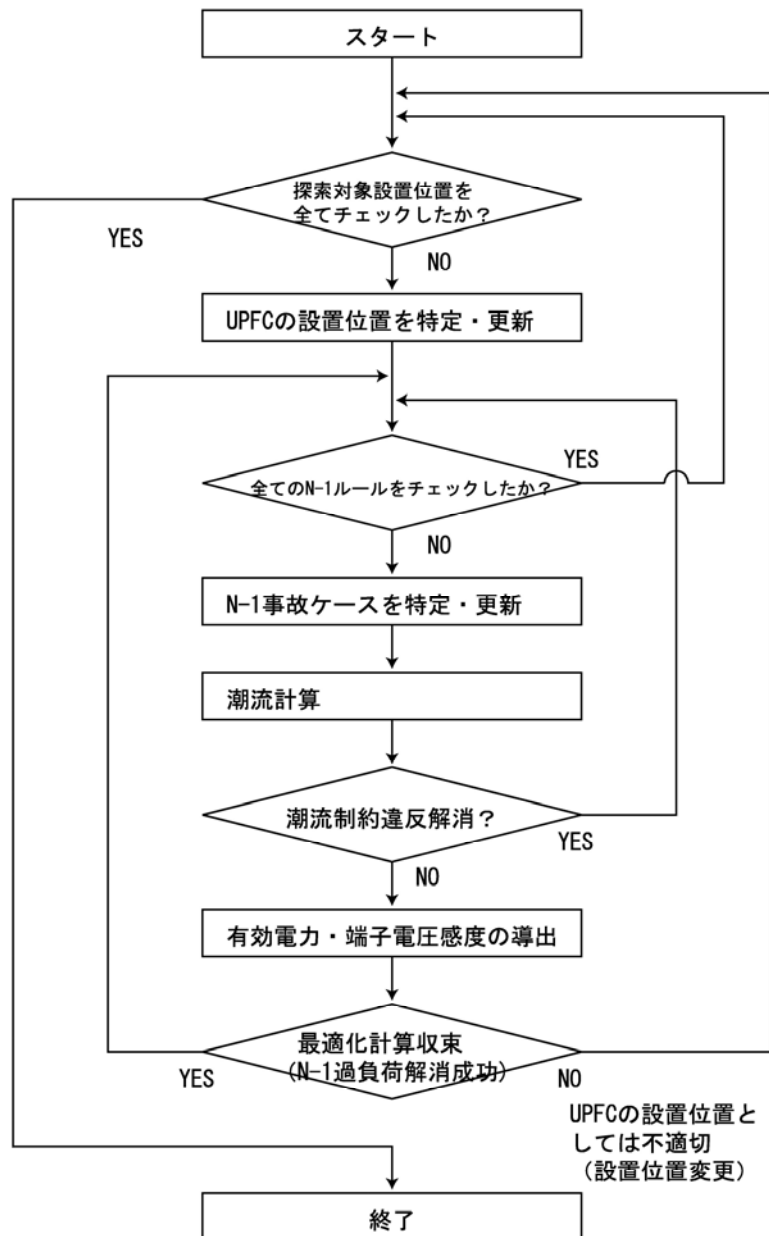 スタート
探索対象設置位置を
全てチェックしたか？
YES
NO
UPFCの設置位置を特定・更新
YES
全てのN-1ルールをチェックしたか？
NO
N-1事故ケースを特定・更新
潮流計算
潮流制約違反解消？
YES
NO
有効電力・端子電圧感度の導出
最適化計算収束
(N-1過負荷解消成功)
YES
NO
UPFCの設置位置と
しては不適切
（設置位置変更）
終了